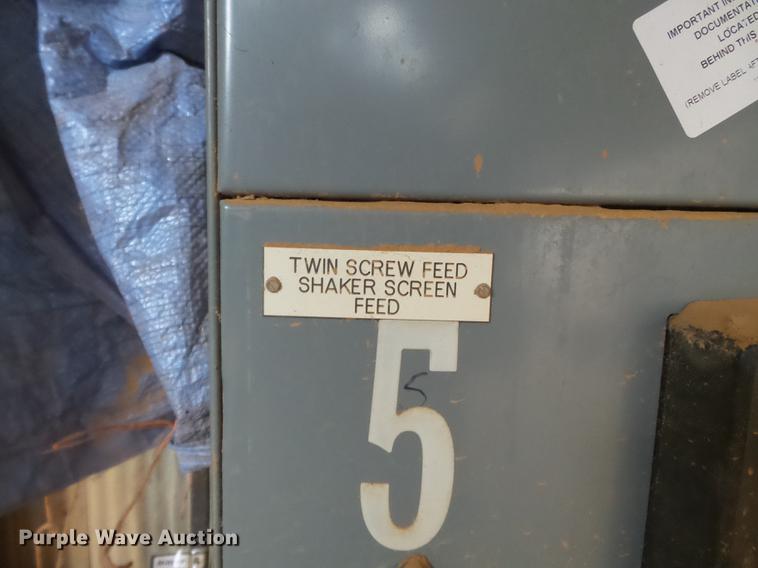 IMPORTANT
DOCUMENTAT
LOCATED
BEHIND THIS
(REMOVE LABEL
TWIN SCREW FEED
SHAKER SCREEN
FEED
5
5
Purple Wave Auction